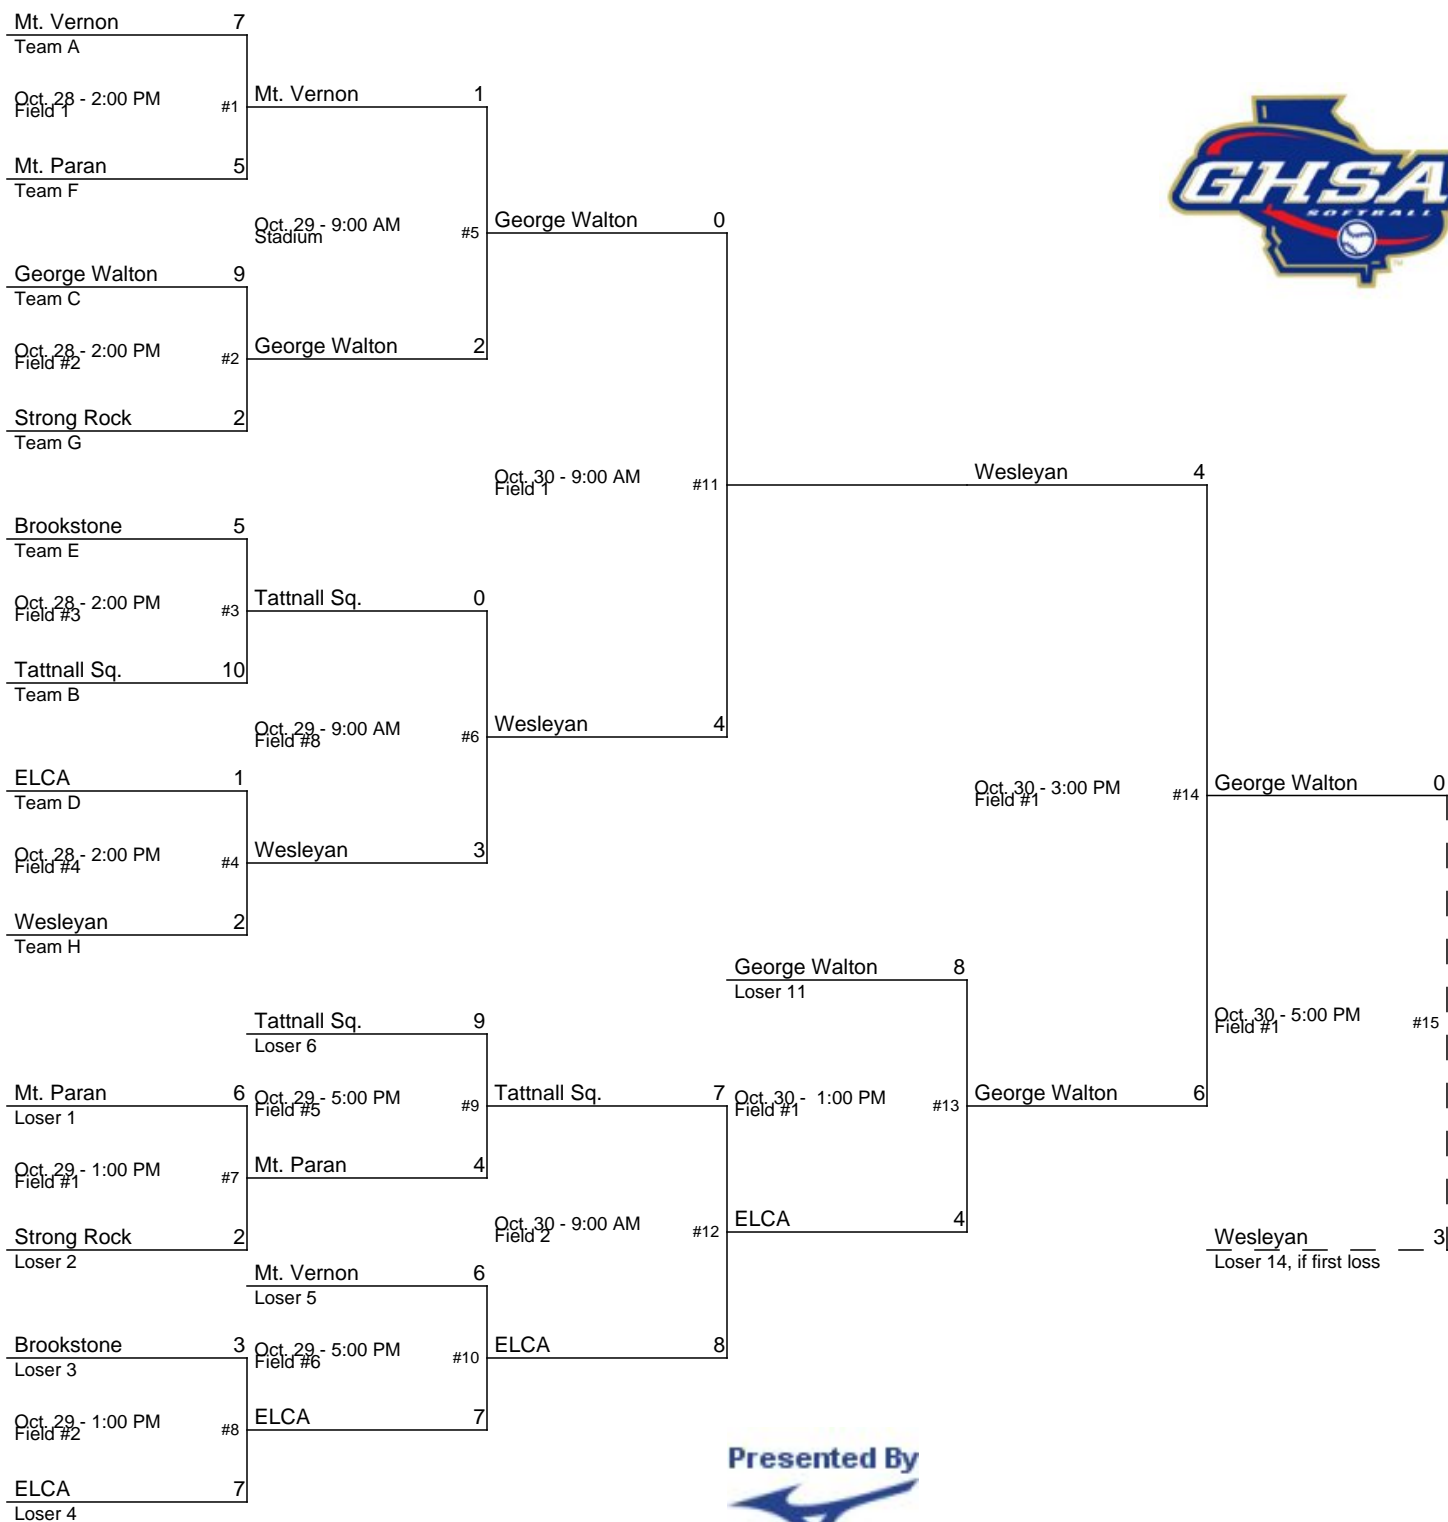 Mt. Vernon 7
Team A
Oct. 28 - 2:00 PM
Field 1
#1
Mt. Vernon 1
Mt. Paran 5
Team F
Oct. 29 - 9:00 AM
Stadium
#5
George Walton 0
George Walton 9
Team C
Oct. 28 - 2:00 PM
Field #2
#2
George Walton 2
Strong Rock 2
Team G
GHSA
SOFTBALL
TM
Oct. 30 - 9:00 AM
Field 1
#11
Wesleyan 4
Brookstone 5
Team E
Oct. 28 - 2:00 PM
Field #3
#3
Tattnall Sq. 0
Tattnall Sq. 10
Team B
Oct. 29 - 9:00 AM
Field #8
#6
Wesleyan 4
ELCA 1
Team D
Oct. 28 - 2:00 PM
Field #4
#4
Wesleyan 3
Wesleyan 2
Team H
Oct. 30 - 3:00 PM
Field #1
#14
George Walton 0
George Walton 8
Loser 11
Tattnall Sq. 9
Loser 6
Oct. 30 - 5:00 PM
Field #1
#15
Mt. Paran 6
Loser 1
Oct. 29 - 5:00 PM
Field #5
#9
Tattnall Sq. 7
Oct. 30 - 1:00 PM
Field #1
#13
George Walton 6
Oct. 29 - 1:00 PM
Field #1
#7
Mt. Paran 4
Strong Rock 2
Loser 2
Oct. 30 - 9:00 AM
Field 2
#12
ELCA 4
Wesleyan 3
Loser 14, if first loss
Mt. Vernon 6
Loser 5
Brookstone 3
Loser 3
Oct. 29 - 5:00 PM
Field #6
#10
ELCA 8
Oct. 29 - 1:00 PM
Field #2
#8
ELCA 7
ELCA 7
Loser 4
Presented By